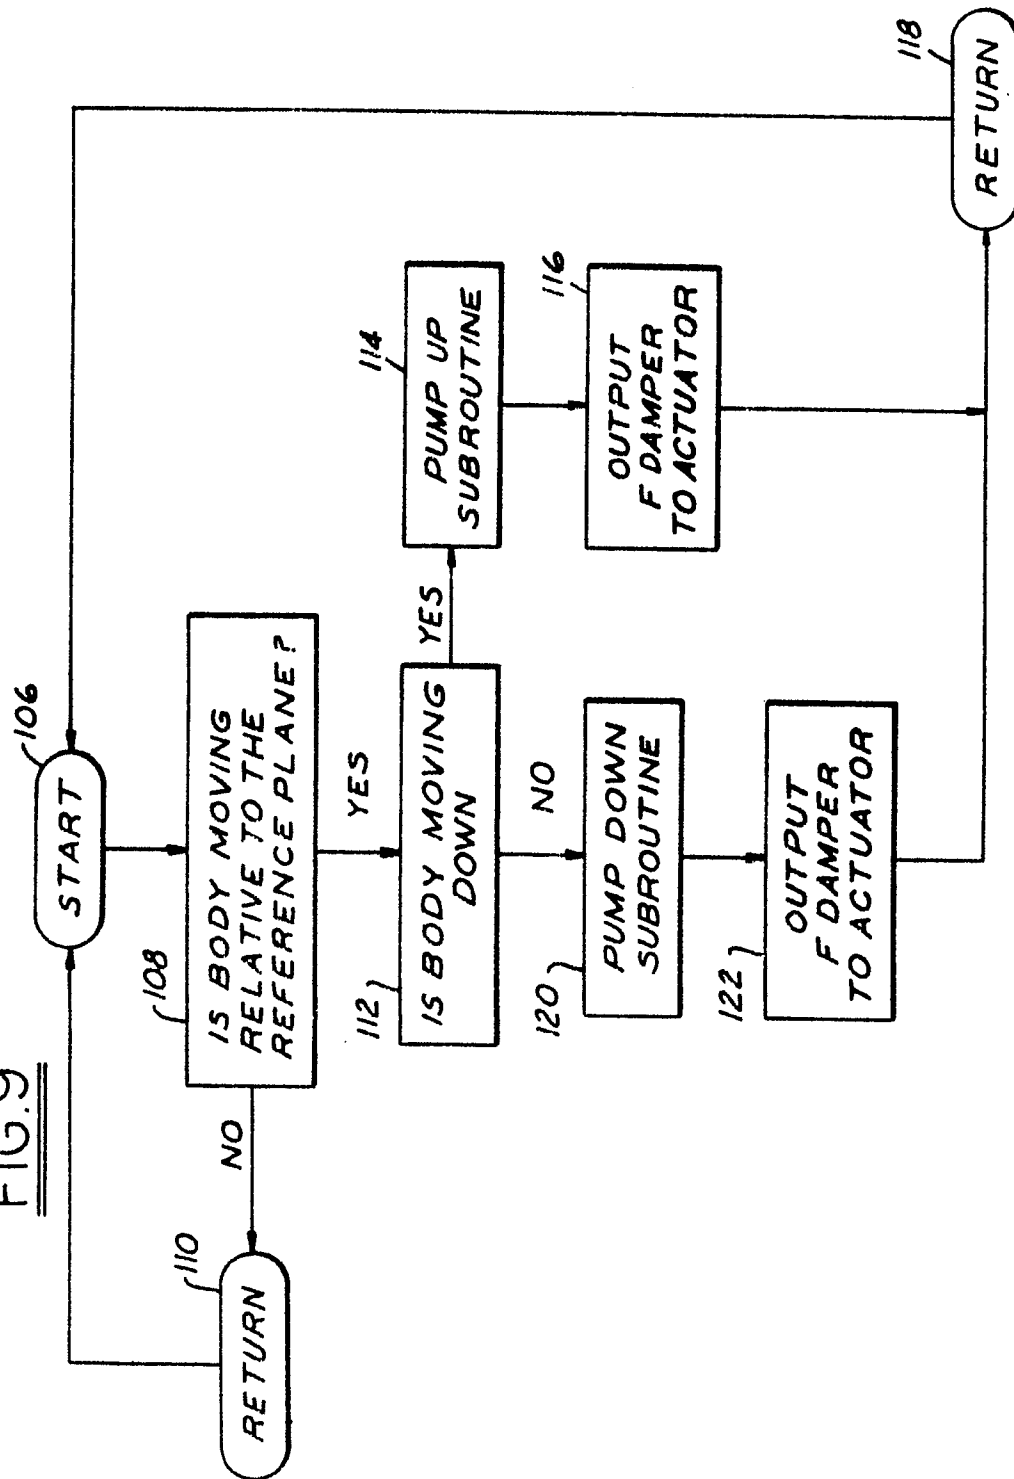 FIG.9
START
106
108
IS BODY MOVING
RELATIVE TO THE
REFERENCE PLANE?
NO
110
RETURN
YES
112
IS BODY MOVING
DOWN
YES
114
PUMP UP
SUBROUTINE
116
OUTPUT
F DAMPER
TO ACTUATOR
NO
120
PUMP DOWN
SUBROUTINE
122
OUTPUT
F DAMPER
TO ACTUATOR
118
RETURN